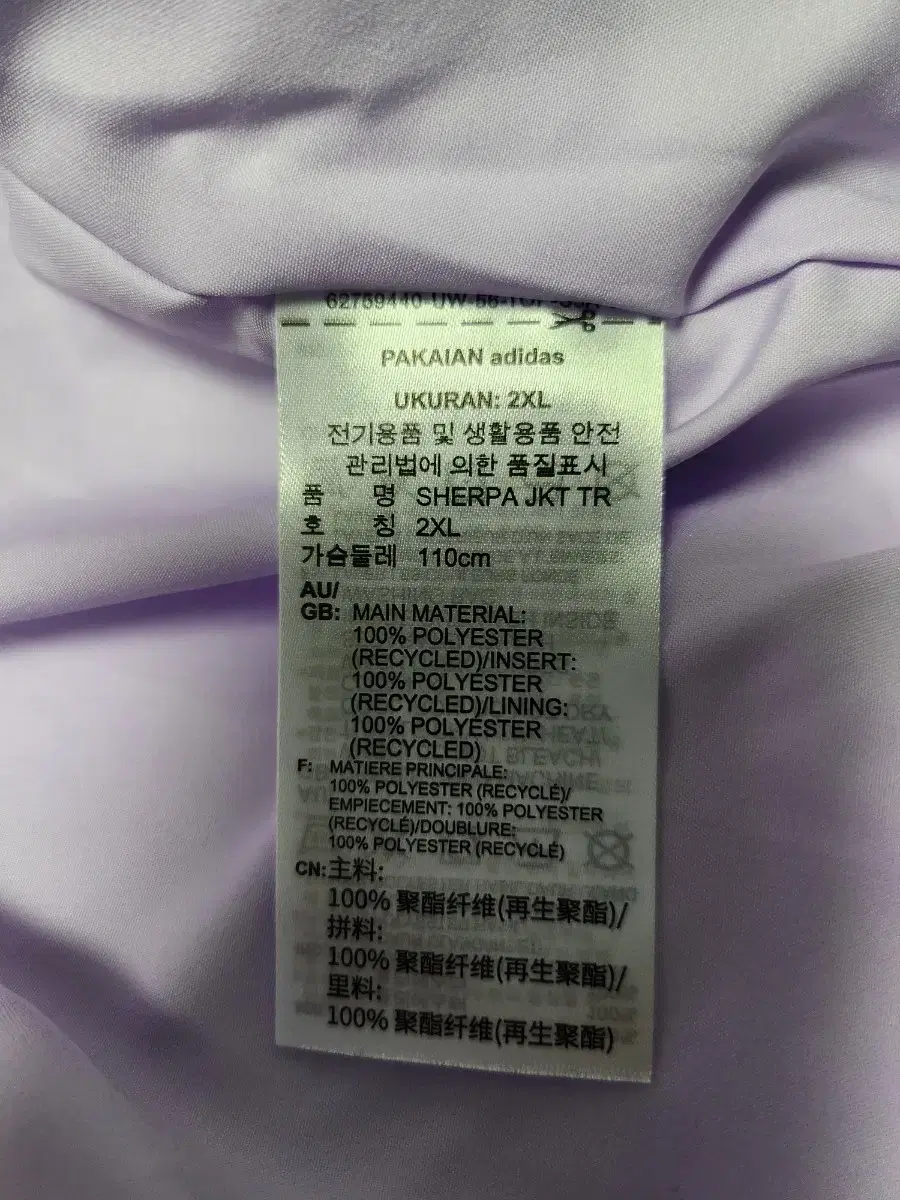 PAKAIAN adidas
UKURAN: 2XL
전기용품 및 생활용품 안전
관리법에 의한 품질표시
품 명 SHERPA JKT TR
호 칭 2XL
가슴둘레 110cm
AU/
GB: MAIN MATERIAL:
100% POLYESTER
(RECYCLED)/INSERT:
100% POLYESTER
(RECYCLED)/LINING:
100% POLYESTER
(RECYCLED)
F: MATIERE PRINCIPALE:
100% POLYESTER (RECYCLÉ)/
EMPIECEMENT: 100% POLYESTER
(RECYCLÉ)/DOUBLURE:
100% POLYESTER (RECYCLÉ)
CN: 主料:
100% 聚酯纤维(再生聚酯)/
拼料:
100% 聚酯纤维(再生聚酯)/
里料:
100% 聚酯纤维(再生聚酯)